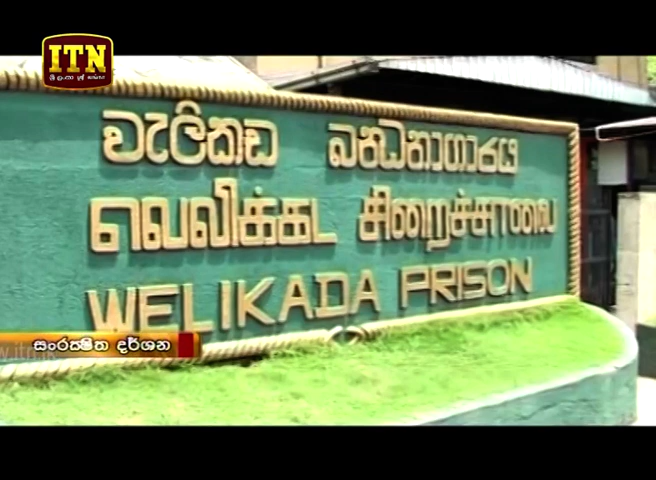 ITN
ශ්‍රී ලංකා
වැලිකඩ බන්ධනාගාරය
வெலிக்கட சிறைச்சாலை
WELIKADA PRISON
සංරක්ෂිත දර්ශන